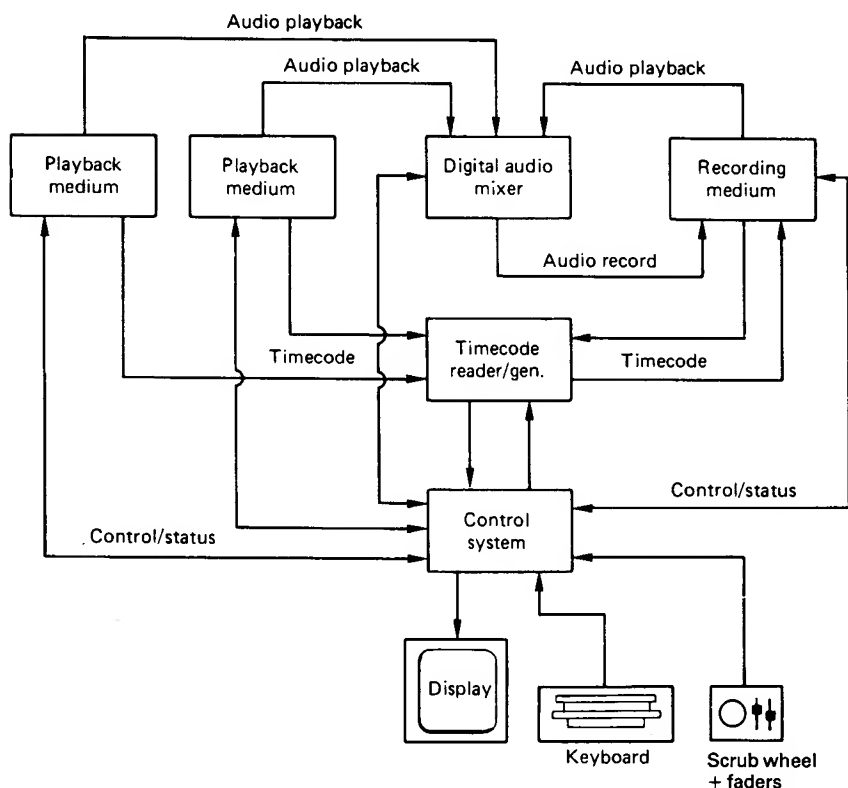 Audio playback
Audio playback
Audio playback
Playback
medium
Playback
medium
Digital audio
mixer
Recording
medium
Audio record
Timecode
Timecode
reader/gen.
Timecode
Control/status
Control/status
Control
system
Display
Keyboard
Scrub wheel
+ faders